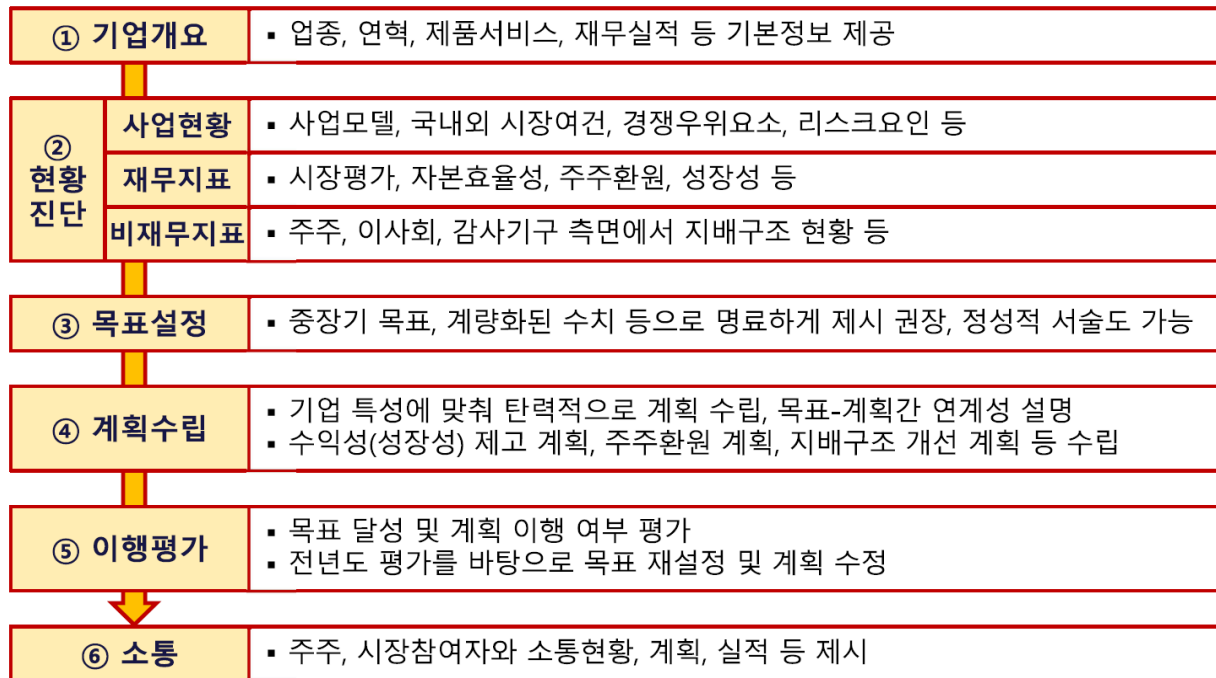 ① 기업개요
▪ 업종, 연혁, 제품서비스, 재무실적 등 기본정보 제공
②
현황
진단
사업현황
▪ 사업모델, 국내외 시장여건, 경쟁우위요소, 리스크요인 등
재무지표
▪ 시장평가, 자본효율성, 주주환원, 성장성 등
비재무지표
▪ 주주, 이사회, 감사기구 측면에서 지배구조 현황 등
③ 목표설정
▪ 중장기 목표, 계량화된 수치 등으로 명료하게 제시 권장, 정성적 서술도 가능
④ 계획수립
▪ 기업 특성에 맞춰 탄력적으로 계획 수립, 목표-계획간 연계성 설명
▪ 수익성(성장성) 제고 계획, 주주환원 계획, 지배구조 개선 계획 등 수립
⑤ 이행평가
▪ 목표 달성 및 계획 이행 여부 평가
▪ 전년도 평가를 바탕으로 목표 재설정 및 계획 수정
⑥ 소통
▪ 주주, 시장참여자와 소통현황, 계획, 실적 등 제시